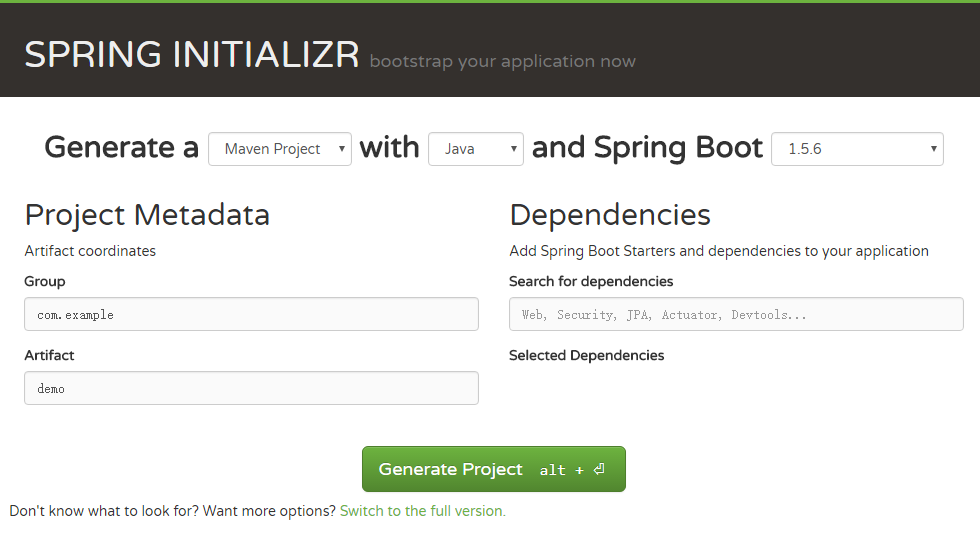 SPRING INITIALIZR bootstrap your application now
Generate a Maven Project with Java and Spring Boot 1.5.6
Project Metadata
Artifact coordinates
Group
com.example
Artifact
demo
Dependencies
Add Spring Boot Starters and dependencies to your application
Search for dependencies
Web, Security, JPA, Actuator, Devtools...
Selected Dependencies
Generate Project alt + ⏎
Don't know what to look for? Want more options? Switch to the full version.